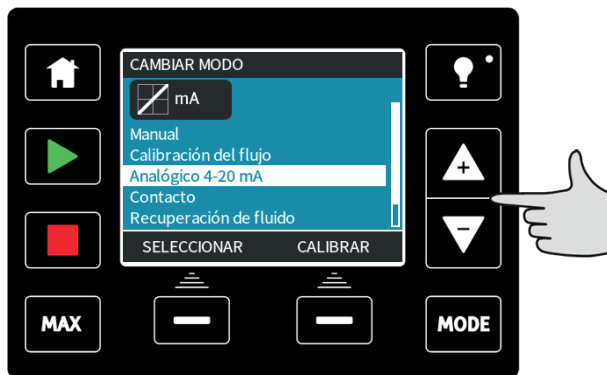 CAMBIAR MODO
mA
Manual
Calibración del flujo
Analógico 4-20 mA
Contacto
Recuperación de fluido
SELECCIONAR CALIBRAR
MAX
MODE